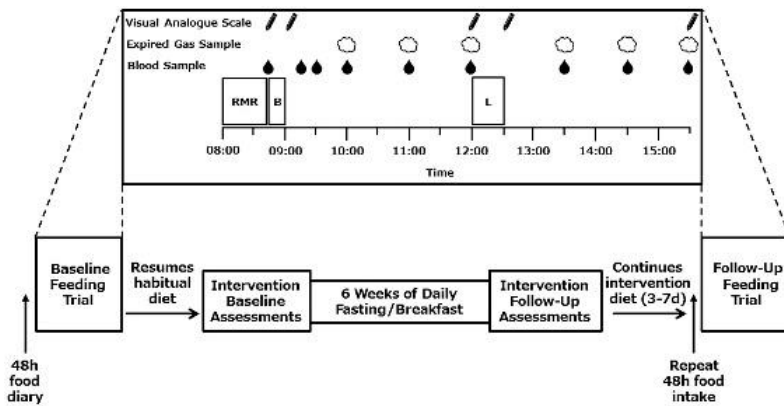 Visual Analogue Scale
Expired Gas Sample
Blood Sample
RMR
B
L
08:00 09:00 10:00 11:00 12:00 13:00 14:00 15:00
Time
Baseline
Feeding
Trial
Resumes
habitual
diet
Intervention
Baseline
Assessments
6 Weeks of Daily
Fasting/Breakfast
Intervention
Follow-Up
Assessments
Continues
intervention
diet (3-7d)
Follow-Up
Feeding
Trial
48h
food
diary
Repeat
48h food
intake